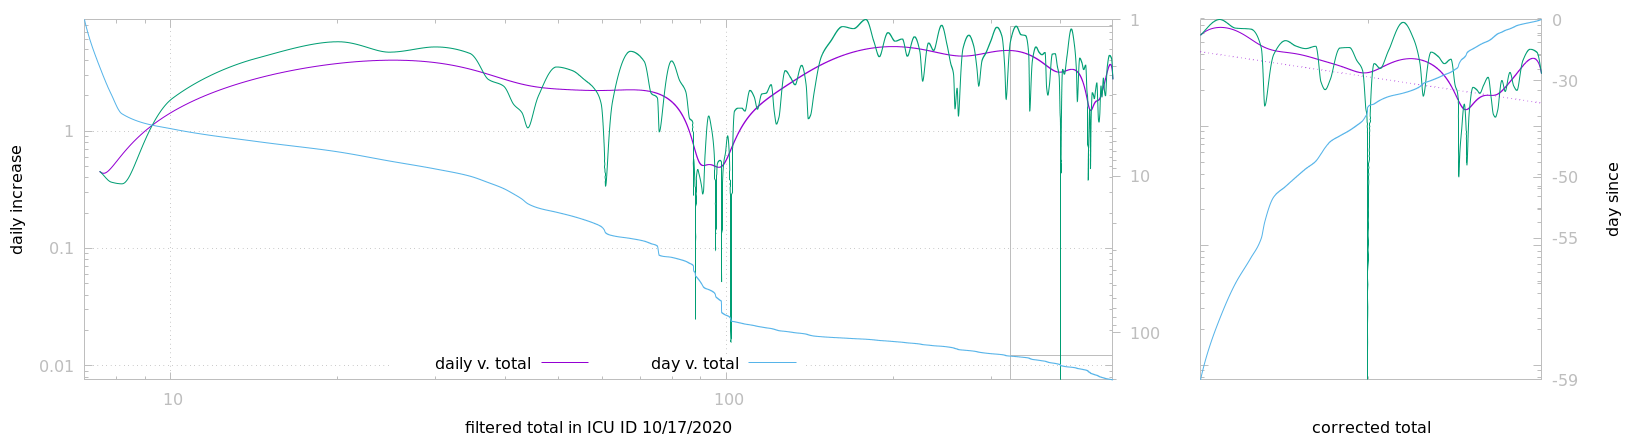 daily increase
1
0.1
0.01
10
100
daily v. total
day v. total
filtered total in ICU ID 10/17/2020
1
10
100
0
-30
-50
-55
-59
day since
corrected total